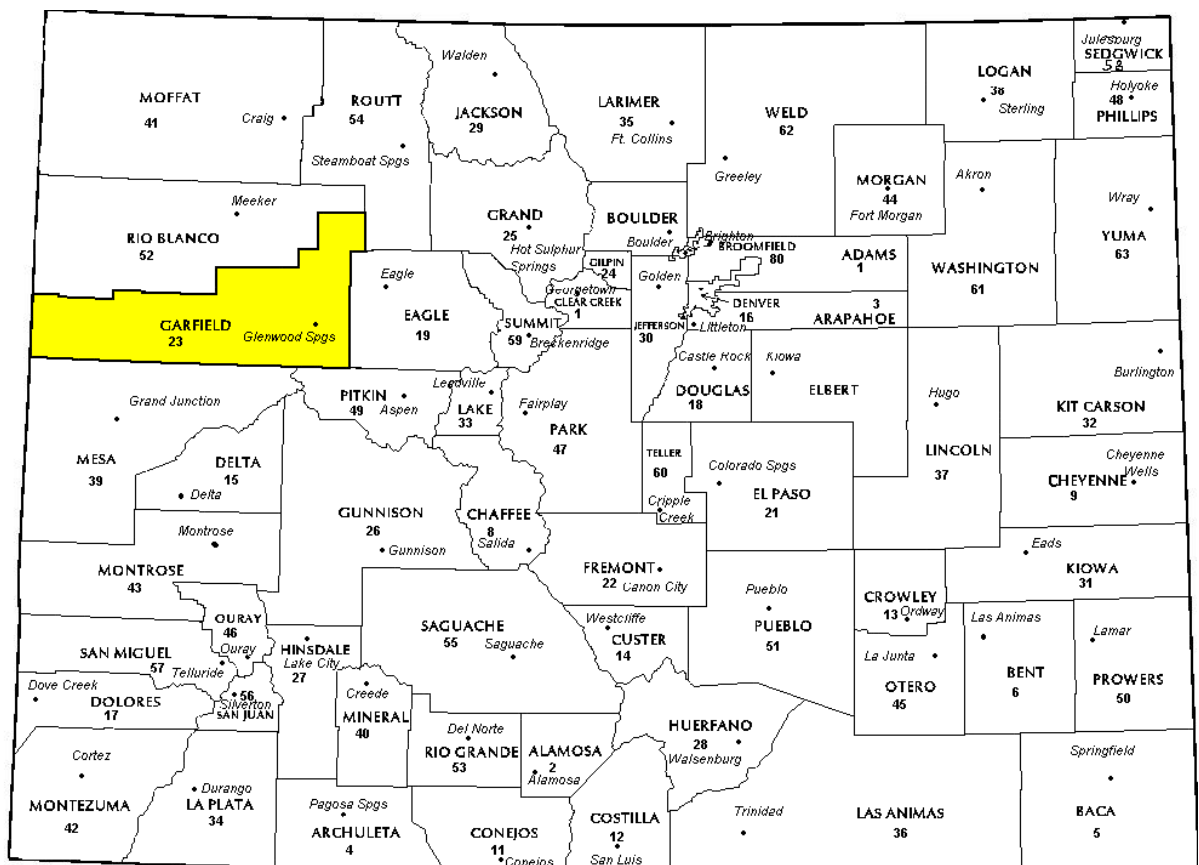 MOFFAT
41
Craig
ROUTT
54
Steamboat Spgs
Walden
JACKSON
29
LARIMER
35
Ft. Collins
WELD
62
Greeley
LOGAN
38
Sterling
Julesburg
SEDGWICK
58
Holyoke
48
PHILLIPS
MORGAN
44
Fort Morgan
Akron
WASHINGTON
61
Wray
YUMA
63
Meeker
RIO BLANCO
52
GRAND
25
Hot Sulphur
Springs
BOULDER
Boulder
Brighton
BROOMFIELD
80
ADAMS
1
GILPIN
24
Golden
Georgetown
CLEAR CREEK
1
DENVER
16
3
ARAPAHOE
Littleton
JEFFERSON
30
GARFIELD
23
Glenwood Spgs
Eagle
EAGLE
19
SUMMIT
59
Breckenridge
Castle Rock
DOUGLAS
18
Kiowa
ELBERT
Hugo
LINCOLN
37
Burlington
KIT CARSON
32
Grand Junction
MESA
39
PITKIN
49
Aspen
Leadville
LAKE
33
Fairplay
PARK
47
TELLER
60
Cripple
Creek
Colorado Spgs
EL PASO
21
Cheyenne
Wells
CHEYENNE
9
DELTA
15
Delta
GUNNISON
26
Gunnison
CHAFFEE
8
Salida
Montrose
MONTROSE
43
FREMONT
22
Canon City
Pueblo
PUEBLO
51
CROWLEY
13
Ordway
Eads
KIOWA
31
OURAY
46
Ouray
HINSDALE
Lake City
27
SAGUACHE
55
Saguache
Westcliffe
CUSTER
14
La Junta
OTERO
45
Las Animas
BENT
6
Lamar
PROWERS
50
SAN MIGUEL
57
Telluride
Dove Creek
DOLORES
17
56
Silverton
SAN JUAN
Creede
MINERAL
40
Del Norte
RIO GRANDE
53
ALAMOSA
2
Alamosa
HUERFANO
28
Walsenburg
Cortez
MONTEZUMA
42
Durango
LA PLATA
34
Pagosa Spgs
ARCHULETA
4
CONEJOS
11
Conejos
COSTILLA
12
San Luis
Trinidad
LAS ANIMAS
36
Springfield
BACA
5